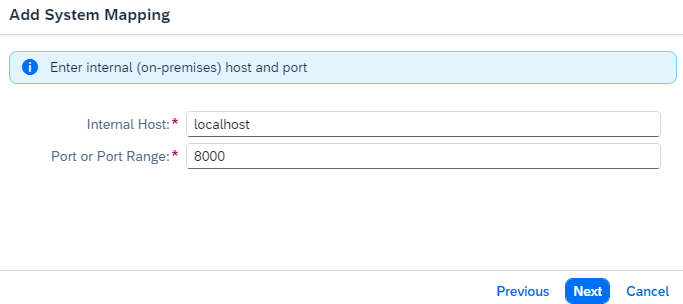 Add System Mapping
Enter internal (on-premises) host and port
Internal Host:* localhost
Port or Port Range:* 8000
Previous Next Cancel